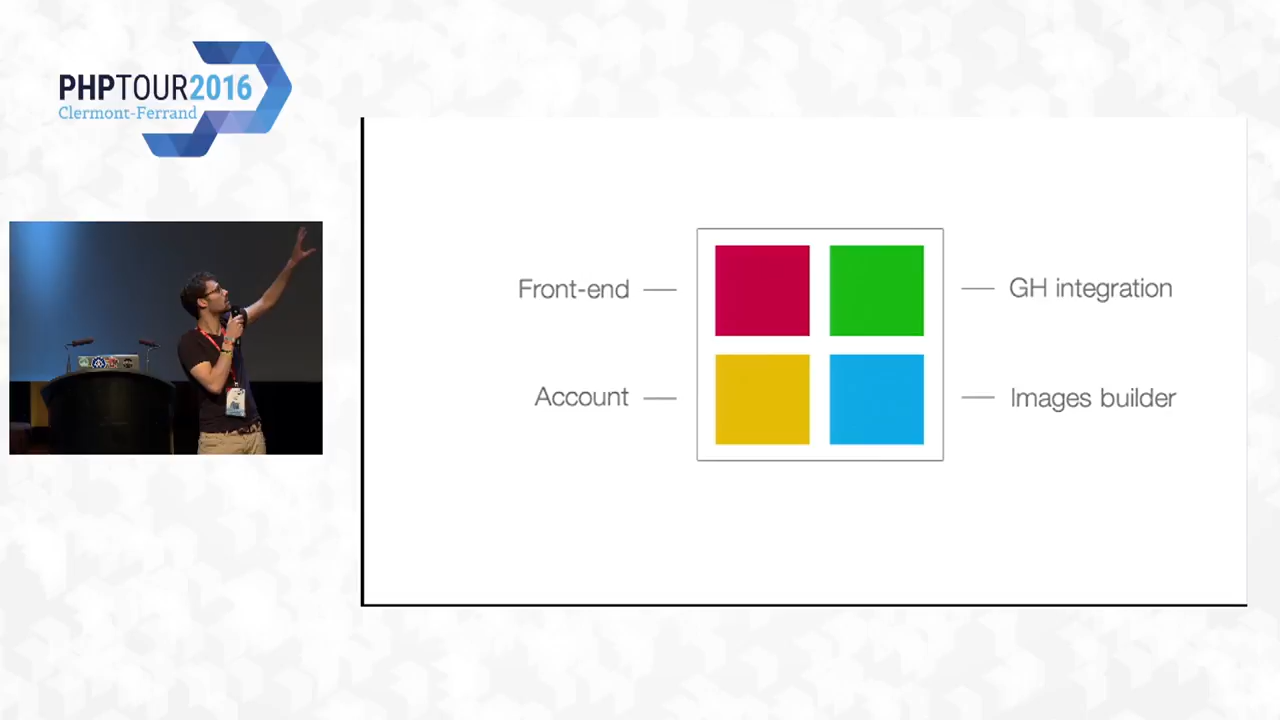 PHPTOUR2016
Clermont-Ferrand
Front-end
GH integration
Account
Images builder